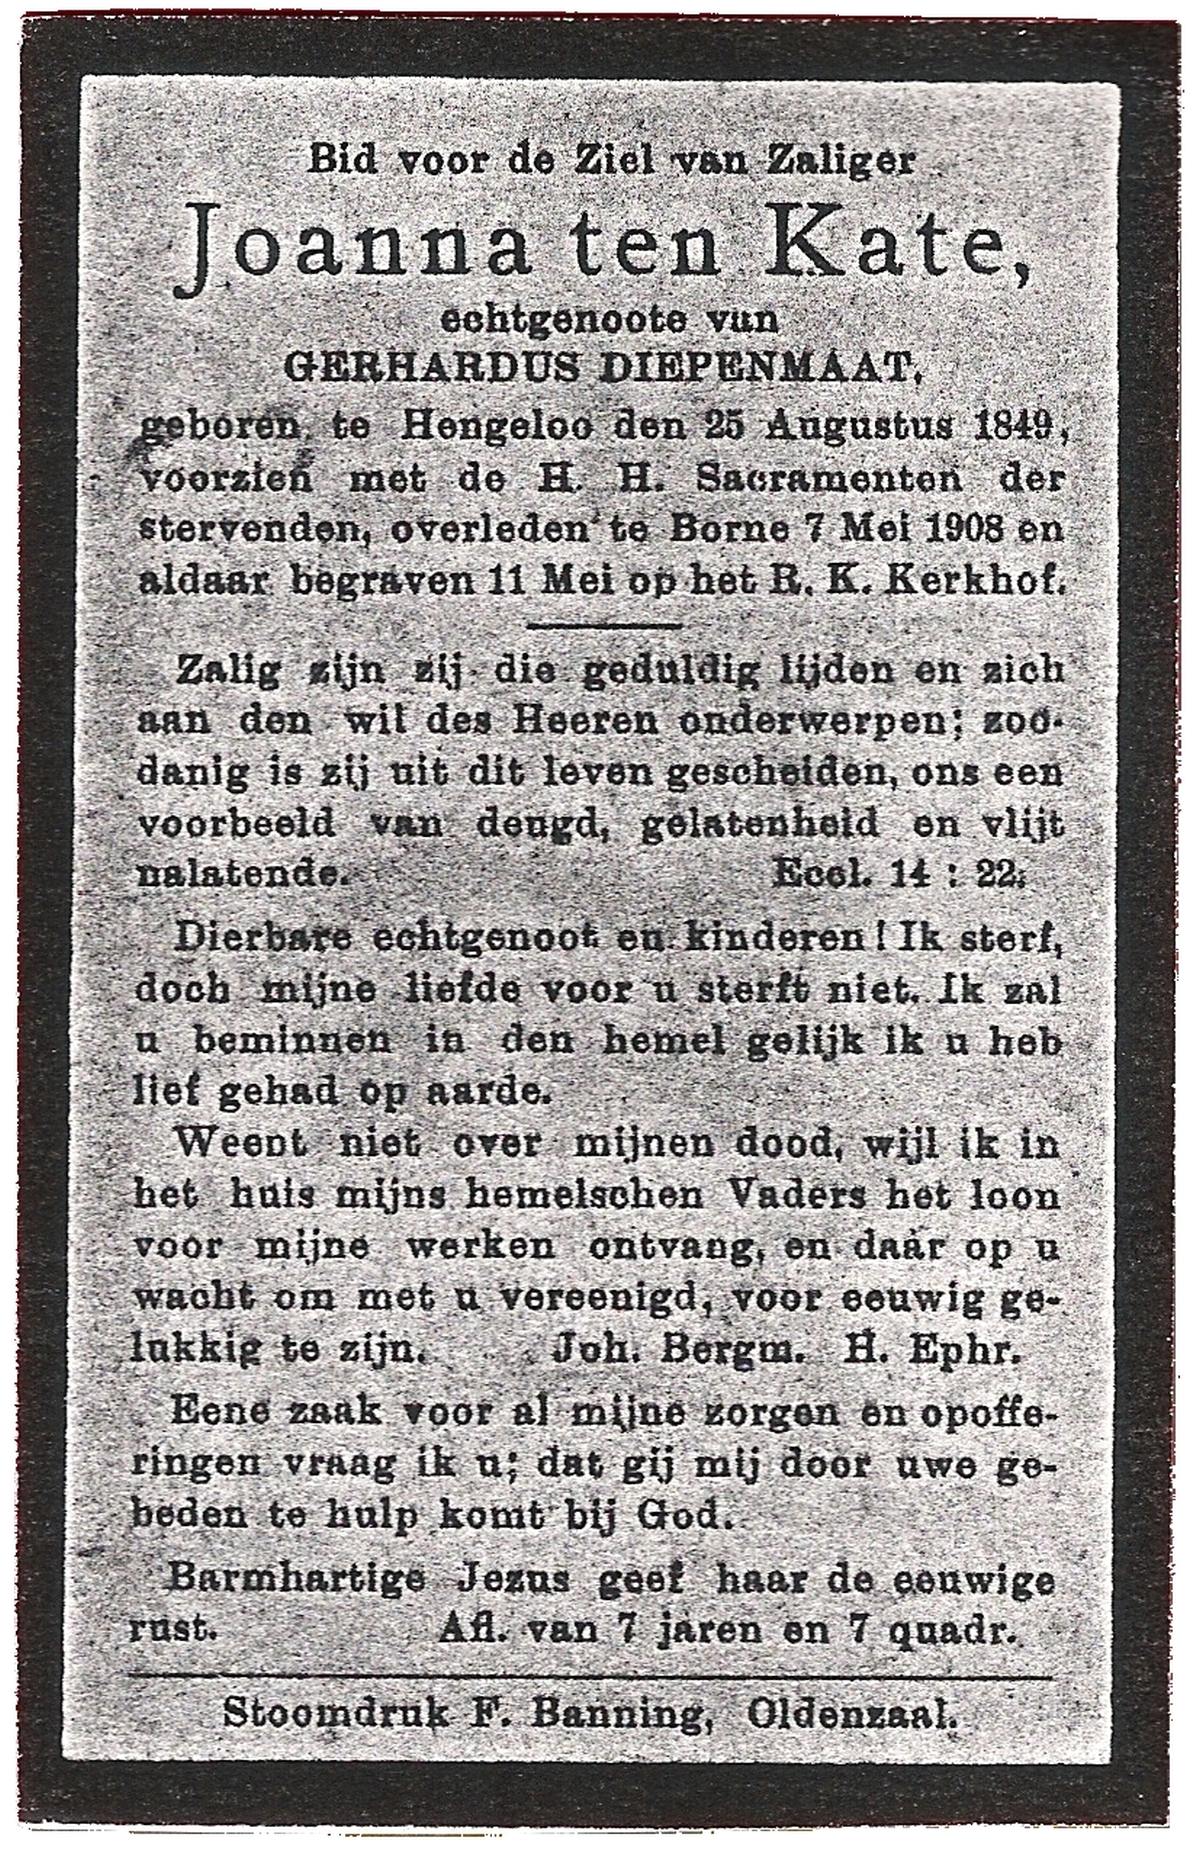 Bid voor de Ziel van Zaliger
Joanna ten Kate,
echtgenoote van
GERHARDUS DIEPENMAAT,
geboren te Hengeloo den 25 Augustus 1849,
voorzien met de H. H. Sacramenten der
stervenden, overleden te Borne 7 Mei 1908 en
aldaar begraven 11 Mei op het R. K. Kerkhof.
Zalig zijn zij die geduldig lijden en zich
aan den wil des Heeren onderwerpen; zoo-
danig is zij uit dit leven gescheiden, ons een
voorbeeld van deugd, gelatenheid en vlijt
nalatende. Eccl. 14 : 22.
Dierbare echtgenoot en kinderen! Ik sterf,
doch mijne liefde voor u sterft niet. Ik zal
u beminnen in den hemel gelijk ik u heb
lief gehad op aarde.
Weent niet over mijnen dood, wijl ik in
het huis mijns hemelschen Vaders het loon
voor mijne werken ontvang, en daar op u
wacht om met u vereenigd, voor eeuwig ge-
lukkig te zijn. Joh. Bergm. H. Ephr.
Eene zaak voor al mijne zorgen en opoffe-
ringen vraag ik u; dat gij mij door uwe ge-
beden te hulp komt bij God.
Barmhartige Jezus geef haar de eeuwige
rust. Afl. van 7 jaren en 7 quadr.
Stoomdruk F. Banning, Oldenzaal.